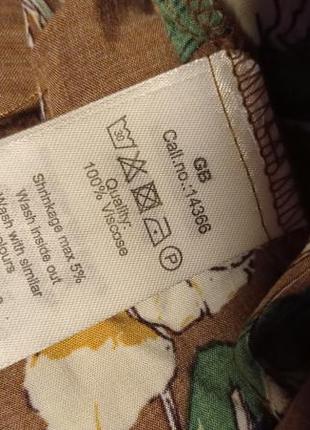 GB
Call.no.:14366
30
P
Quality:
100% Viscose
Shrinkage max 5%
Wash inside out
Wash with similar
colours